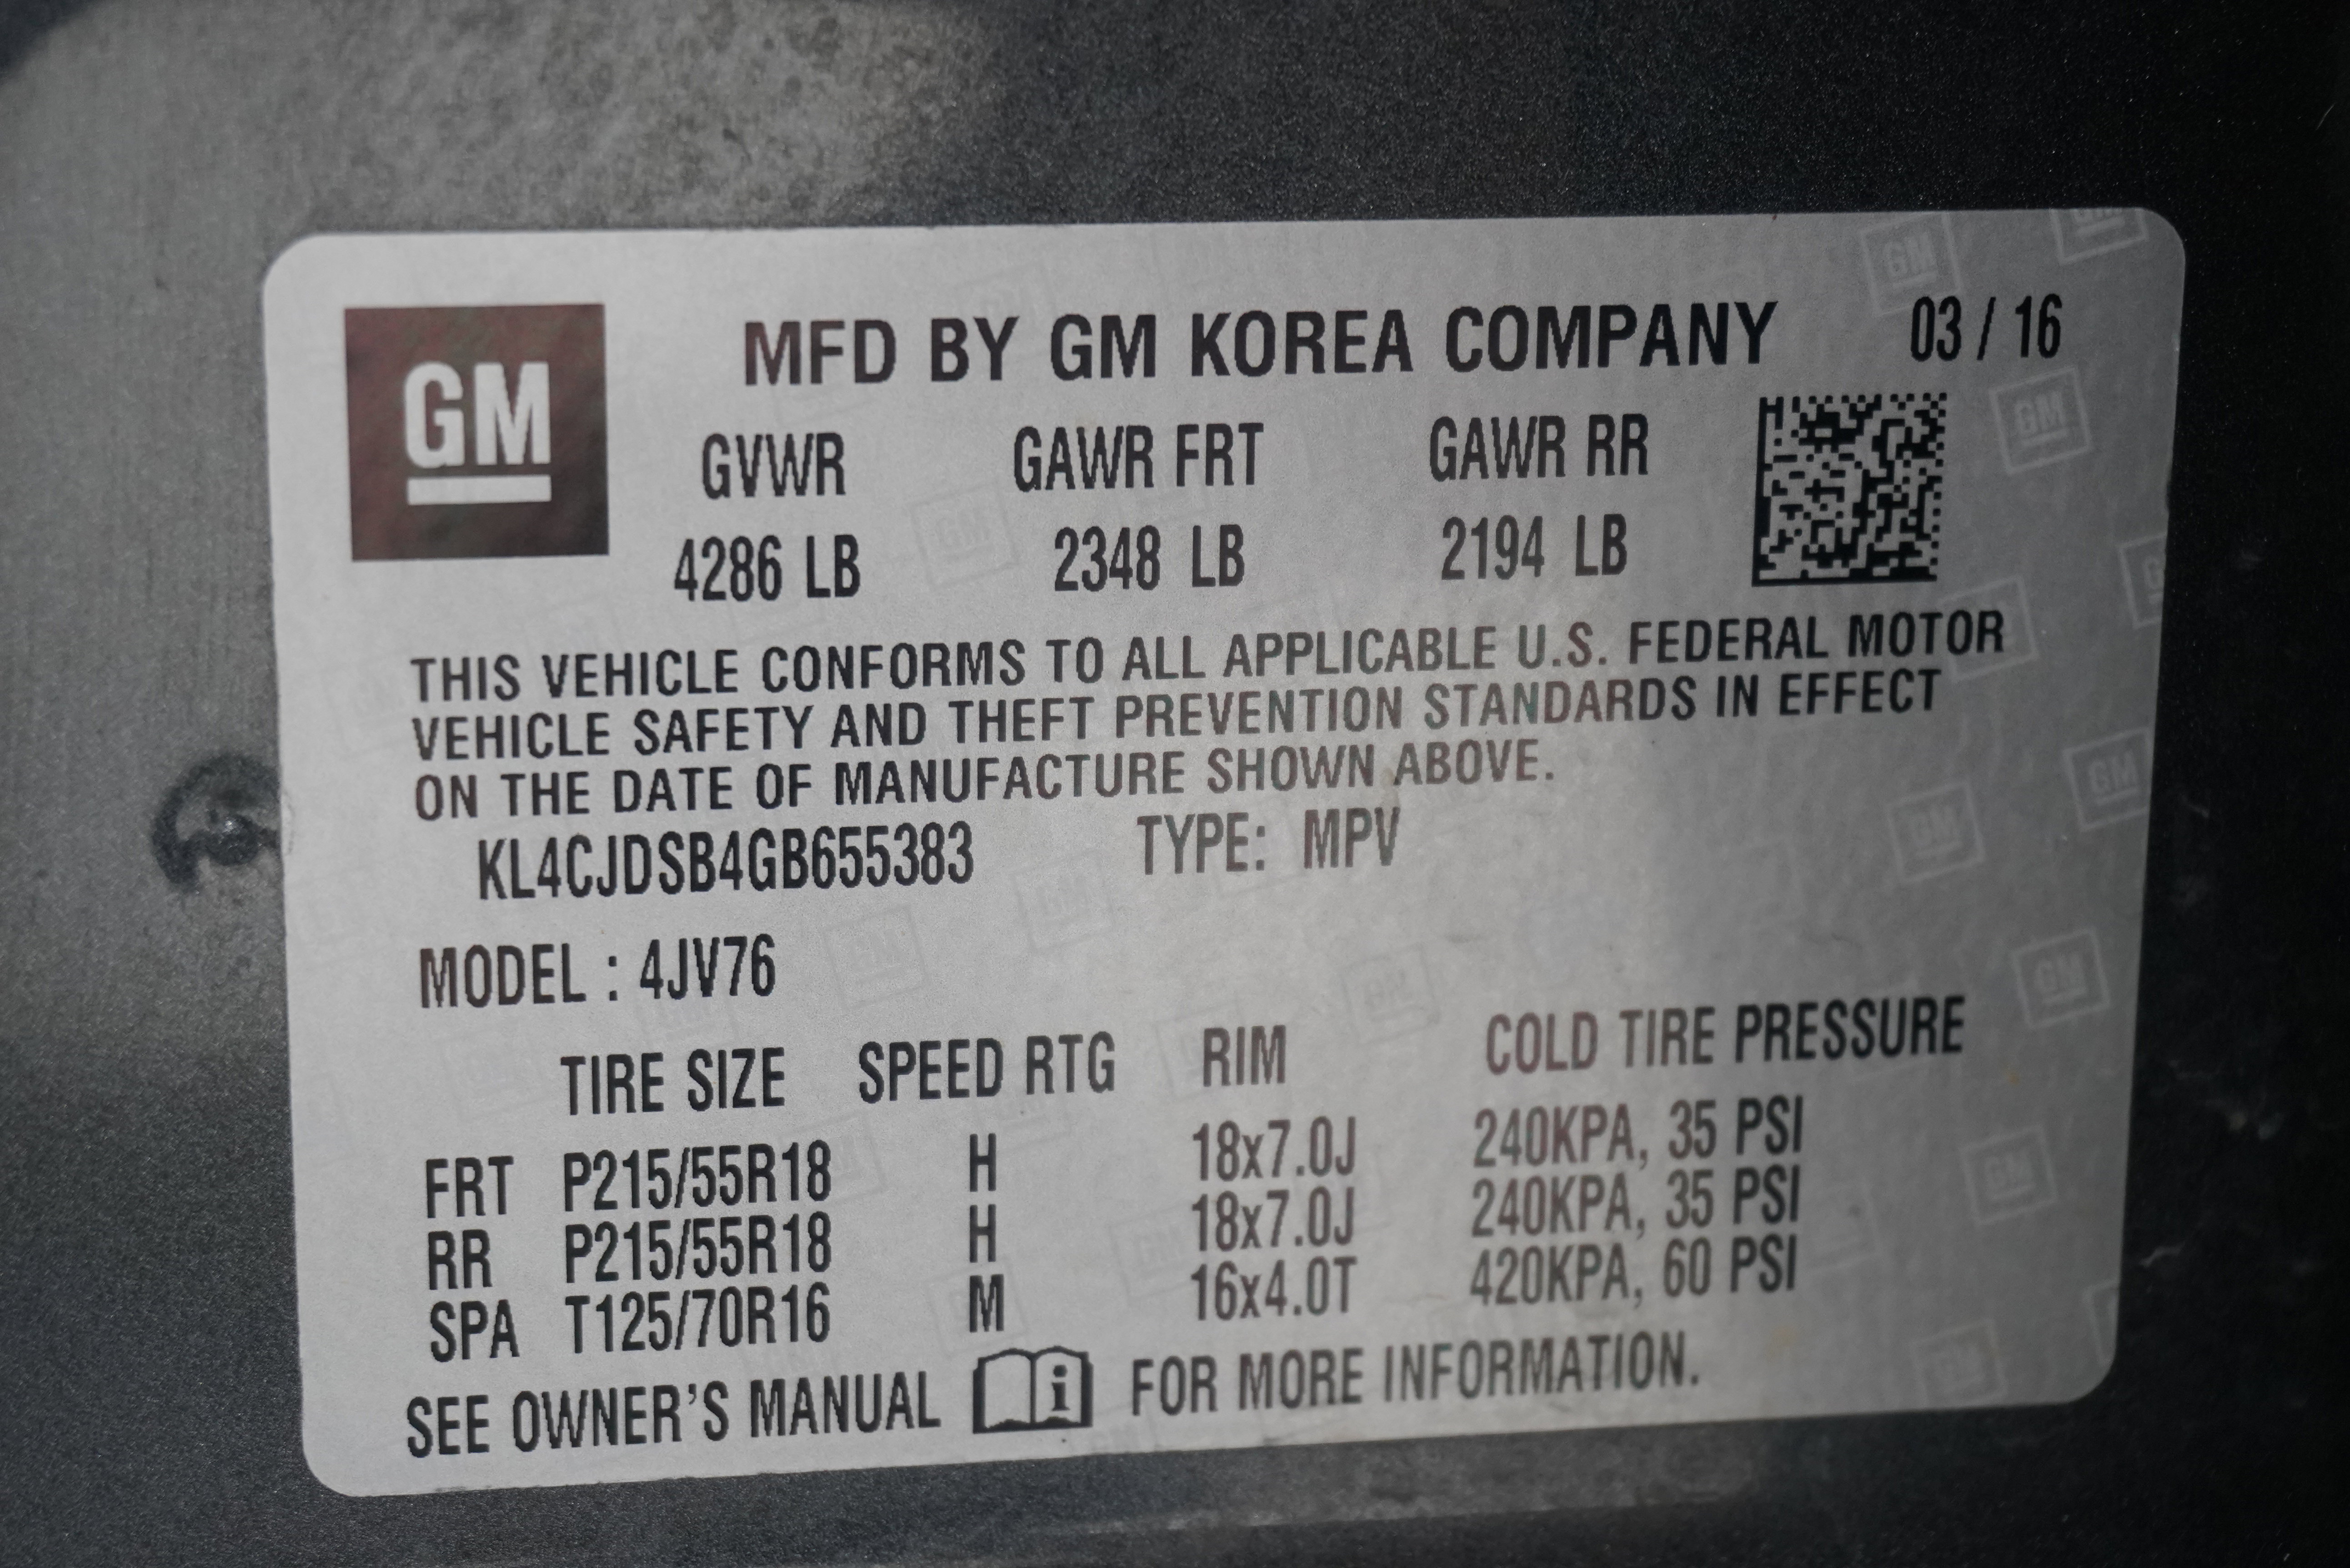 GM
MFD BY GM KOREA COMPANY 03 / 16
GVWR GAWR FRT GAWR RR
4286 LB 2348 LB 2194 LB
THIS VEHICLE CONFORMS TO ALL APPLICABLE U.S. FEDERAL MOTOR
VEHICLE SAFETY AND THEFT PREVENTION STANDARDS IN EFFECT
ON THE DATE OF MANUFACTURE SHOWN ABOVE.
KL4CJDSB4GB655383 TYPE: MPV
MODEL : 4JV76
TIRE SIZE SPEED RTG RIM COLD TIRE PRESSURE
FRT P215/55R18 H 18x7.0J 240KPA, 35 PSI
RR P215/55R18 H 18x7.0J 240KPA, 35 PSI
SPA T125/70R16 M 16x4.0T 420KPA, 60 PSI
SEE OWNER'S MANUAL i FOR MORE INFORMATION.